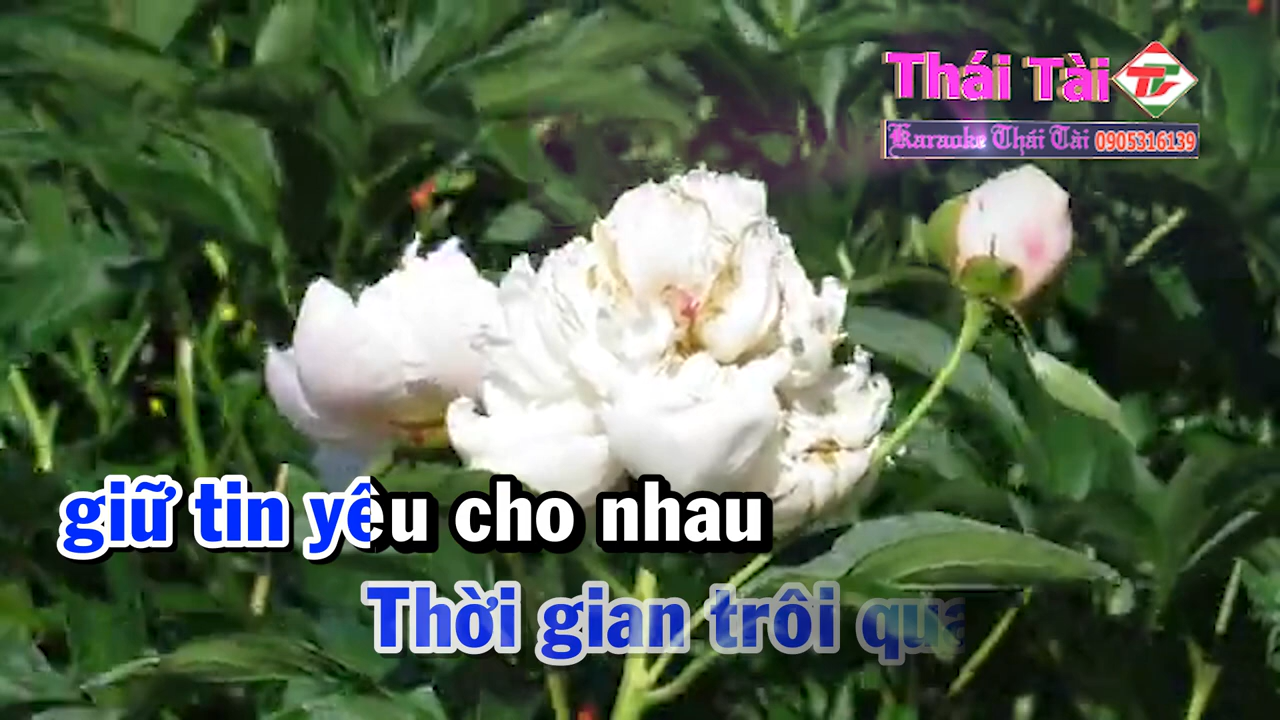 Thái Tài
Karaoke Thái Tài 0905316139
giữ tin yêu cho nhau
Thời gian trôi qua